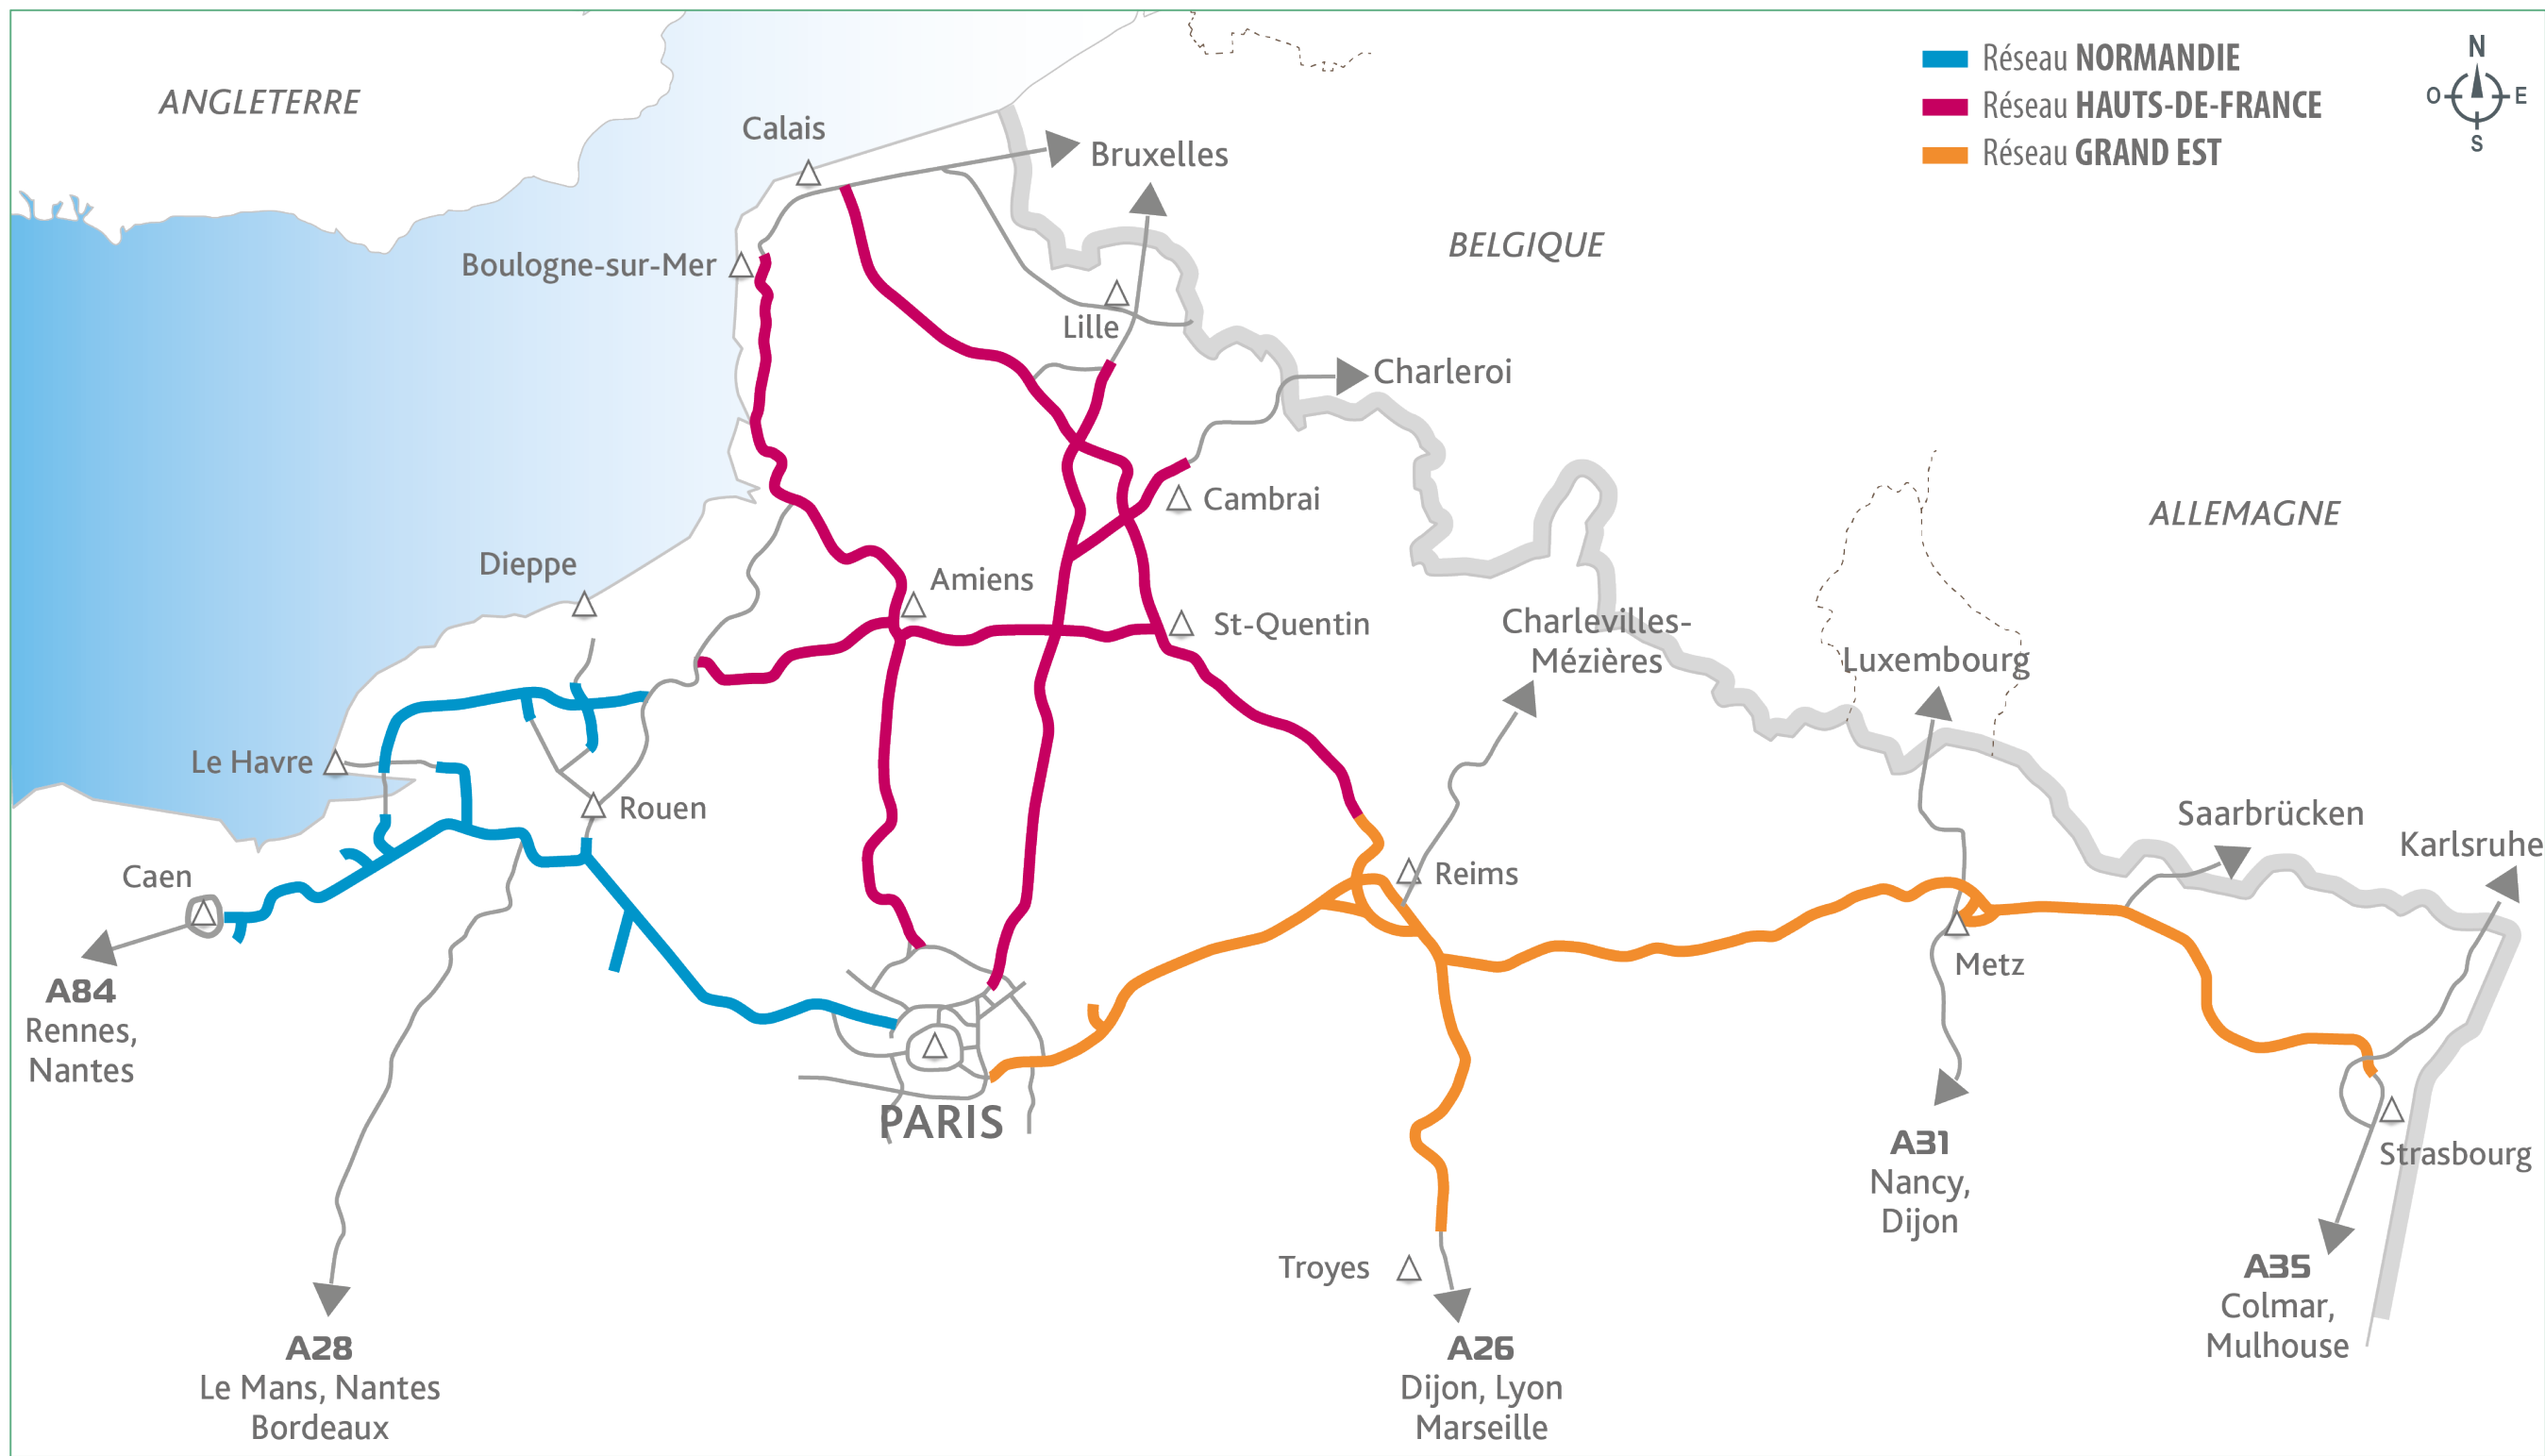 Réseau NORMANDIE
Réseau HAUTS-DE-FRANCE
Réseau GRAND EST
N
O
E
S
ANGLETERRE
Calais
Bruxelles
BELGIQUE
Boulogne-sur-Mer
Lille
Charleroi
Cambrai
ALLEMAGNE
Dieppe
Amiens
St-Quentin
Charlevilles-
Mézières
Luxembourg
Le Havre
Rouen
Saarbrücken
Karlsruhe
Caen
Reims
Metz
A84
Rennes,
Nantes
PARIS
A31
Nancy,
Dijon
Strasbourg
Troyes
A35
Colmar,
Mulhouse
A28
Le Mans, Nantes
Bordeaux
A26
Dijon, Lyon
Marseille